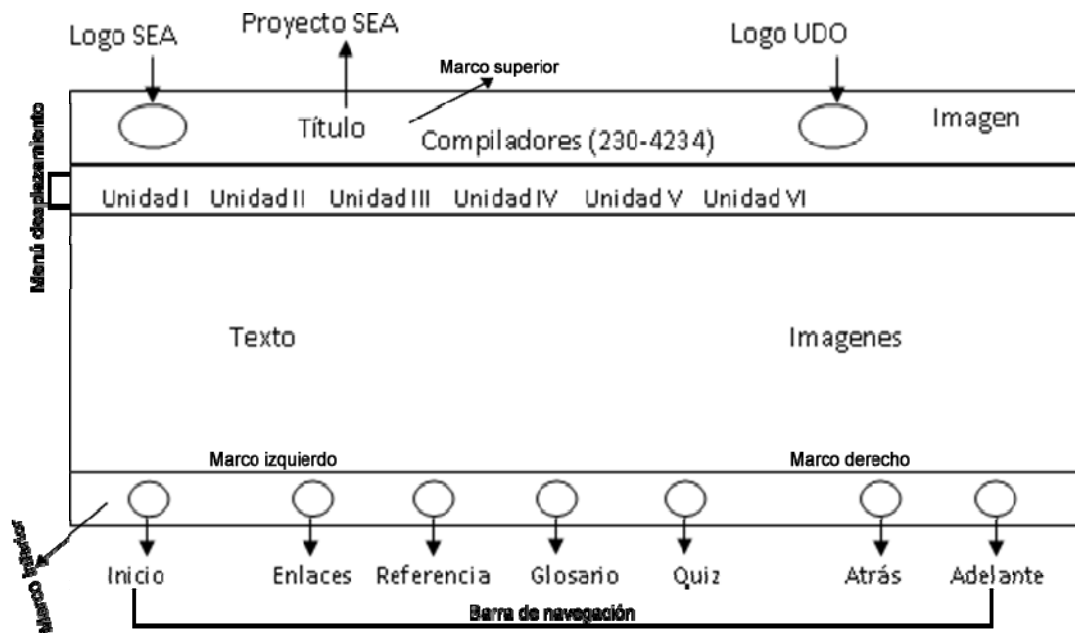 Logo SEA
Proyecto SEA
Logo UDO
Marco superior
Título
Compiladores (230-4234)
Imagen
Menú desplazamiento
Unidad I Unidad II Unidad III Unidad IV Unidad V Unidad VI
Texto
Imagenes
Marco izquierdo
Marco derecho
Marco Inferior
Inicio Enlaces Referencia Glosario Quiz Atrás Adelante
Barra de navegación